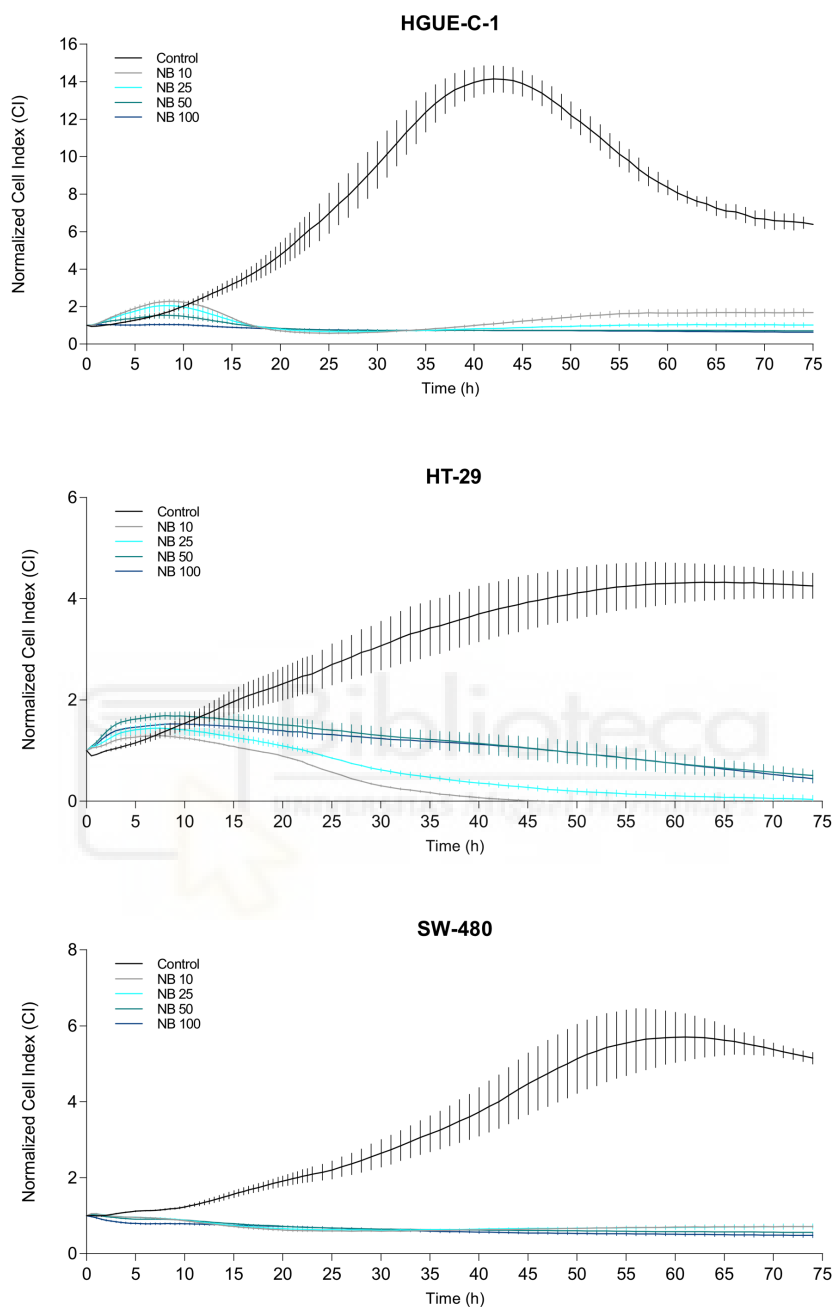 HGUE-C-1
Normalized Cell Index (CI)
16
14
12
10
8
6
4
2
0
Control
NB 10
NB 25
NB 50
NB 100
0 5 10 15 20 25 30 35 40 45 50 55 60 65 70 75
Time (h)
HT-29
Normalized Cell Index (CI)
6
4
2
0
Control
NB 10
NB 25
NB 50
NB 100
Biblioteca
0 5 10 15 20 25 30 35 40 45 50 55 60 65 70 75
Time (h)
SW-480
Normalized Cell Index (CI)
8
6
4
2
0
Control
NB 10
NB 25
NB 50
NB 100
0 5 10 15 20 25 30 35 40 45 50 55 60 65 70 75
Time (h)